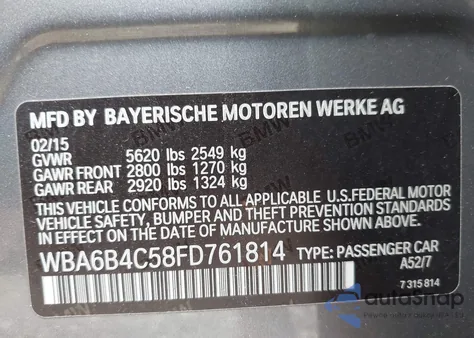 MFD BY BAYERISCHE MOTOREN WERKE AG
02/15
GVWR 5620 lbs 2549 kg
GAWR FRONT 2800 lbs 1270 kg
GAWR REAR 2920 lbs 1324 kg
THIS VEHICLE CONFORMS TO ALL APPLICABLE U.S.FEDERAL MOTOR
VEHICLE SAFETY, BUMPER AND THEFT PREVENTION STANDARDS IN
EFFECT ON THE DATE OF MANUFACTURE SHOWN ABOVE.
WBA6B4C58FD761814 TYPE: PASSENGER CAR
A52/7
7 315 814
autoSnap